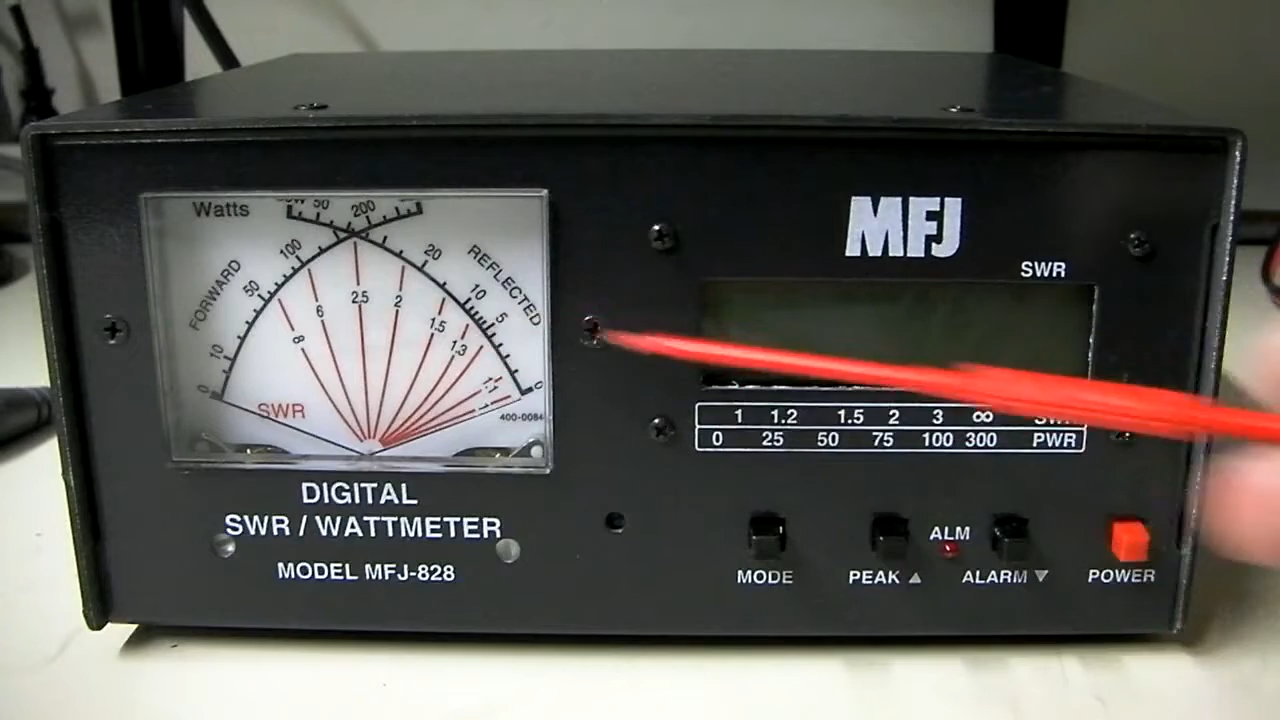 Watts
50 200
100 20
FORWARD
REFLECTED
50 10
5
10
0 0
8 6 2.5 2 1.5 1.3 1.1
SWR
400-0084
DIGITAL
SWR / WATTMETER
MODEL MFJ-828
MFJ
SWR
1 1.2 1.5 2 3 ∞
0 25 50 75 100 300 PWR
MODE
PEAK ▲
ALM
ALARM ▼
POWER